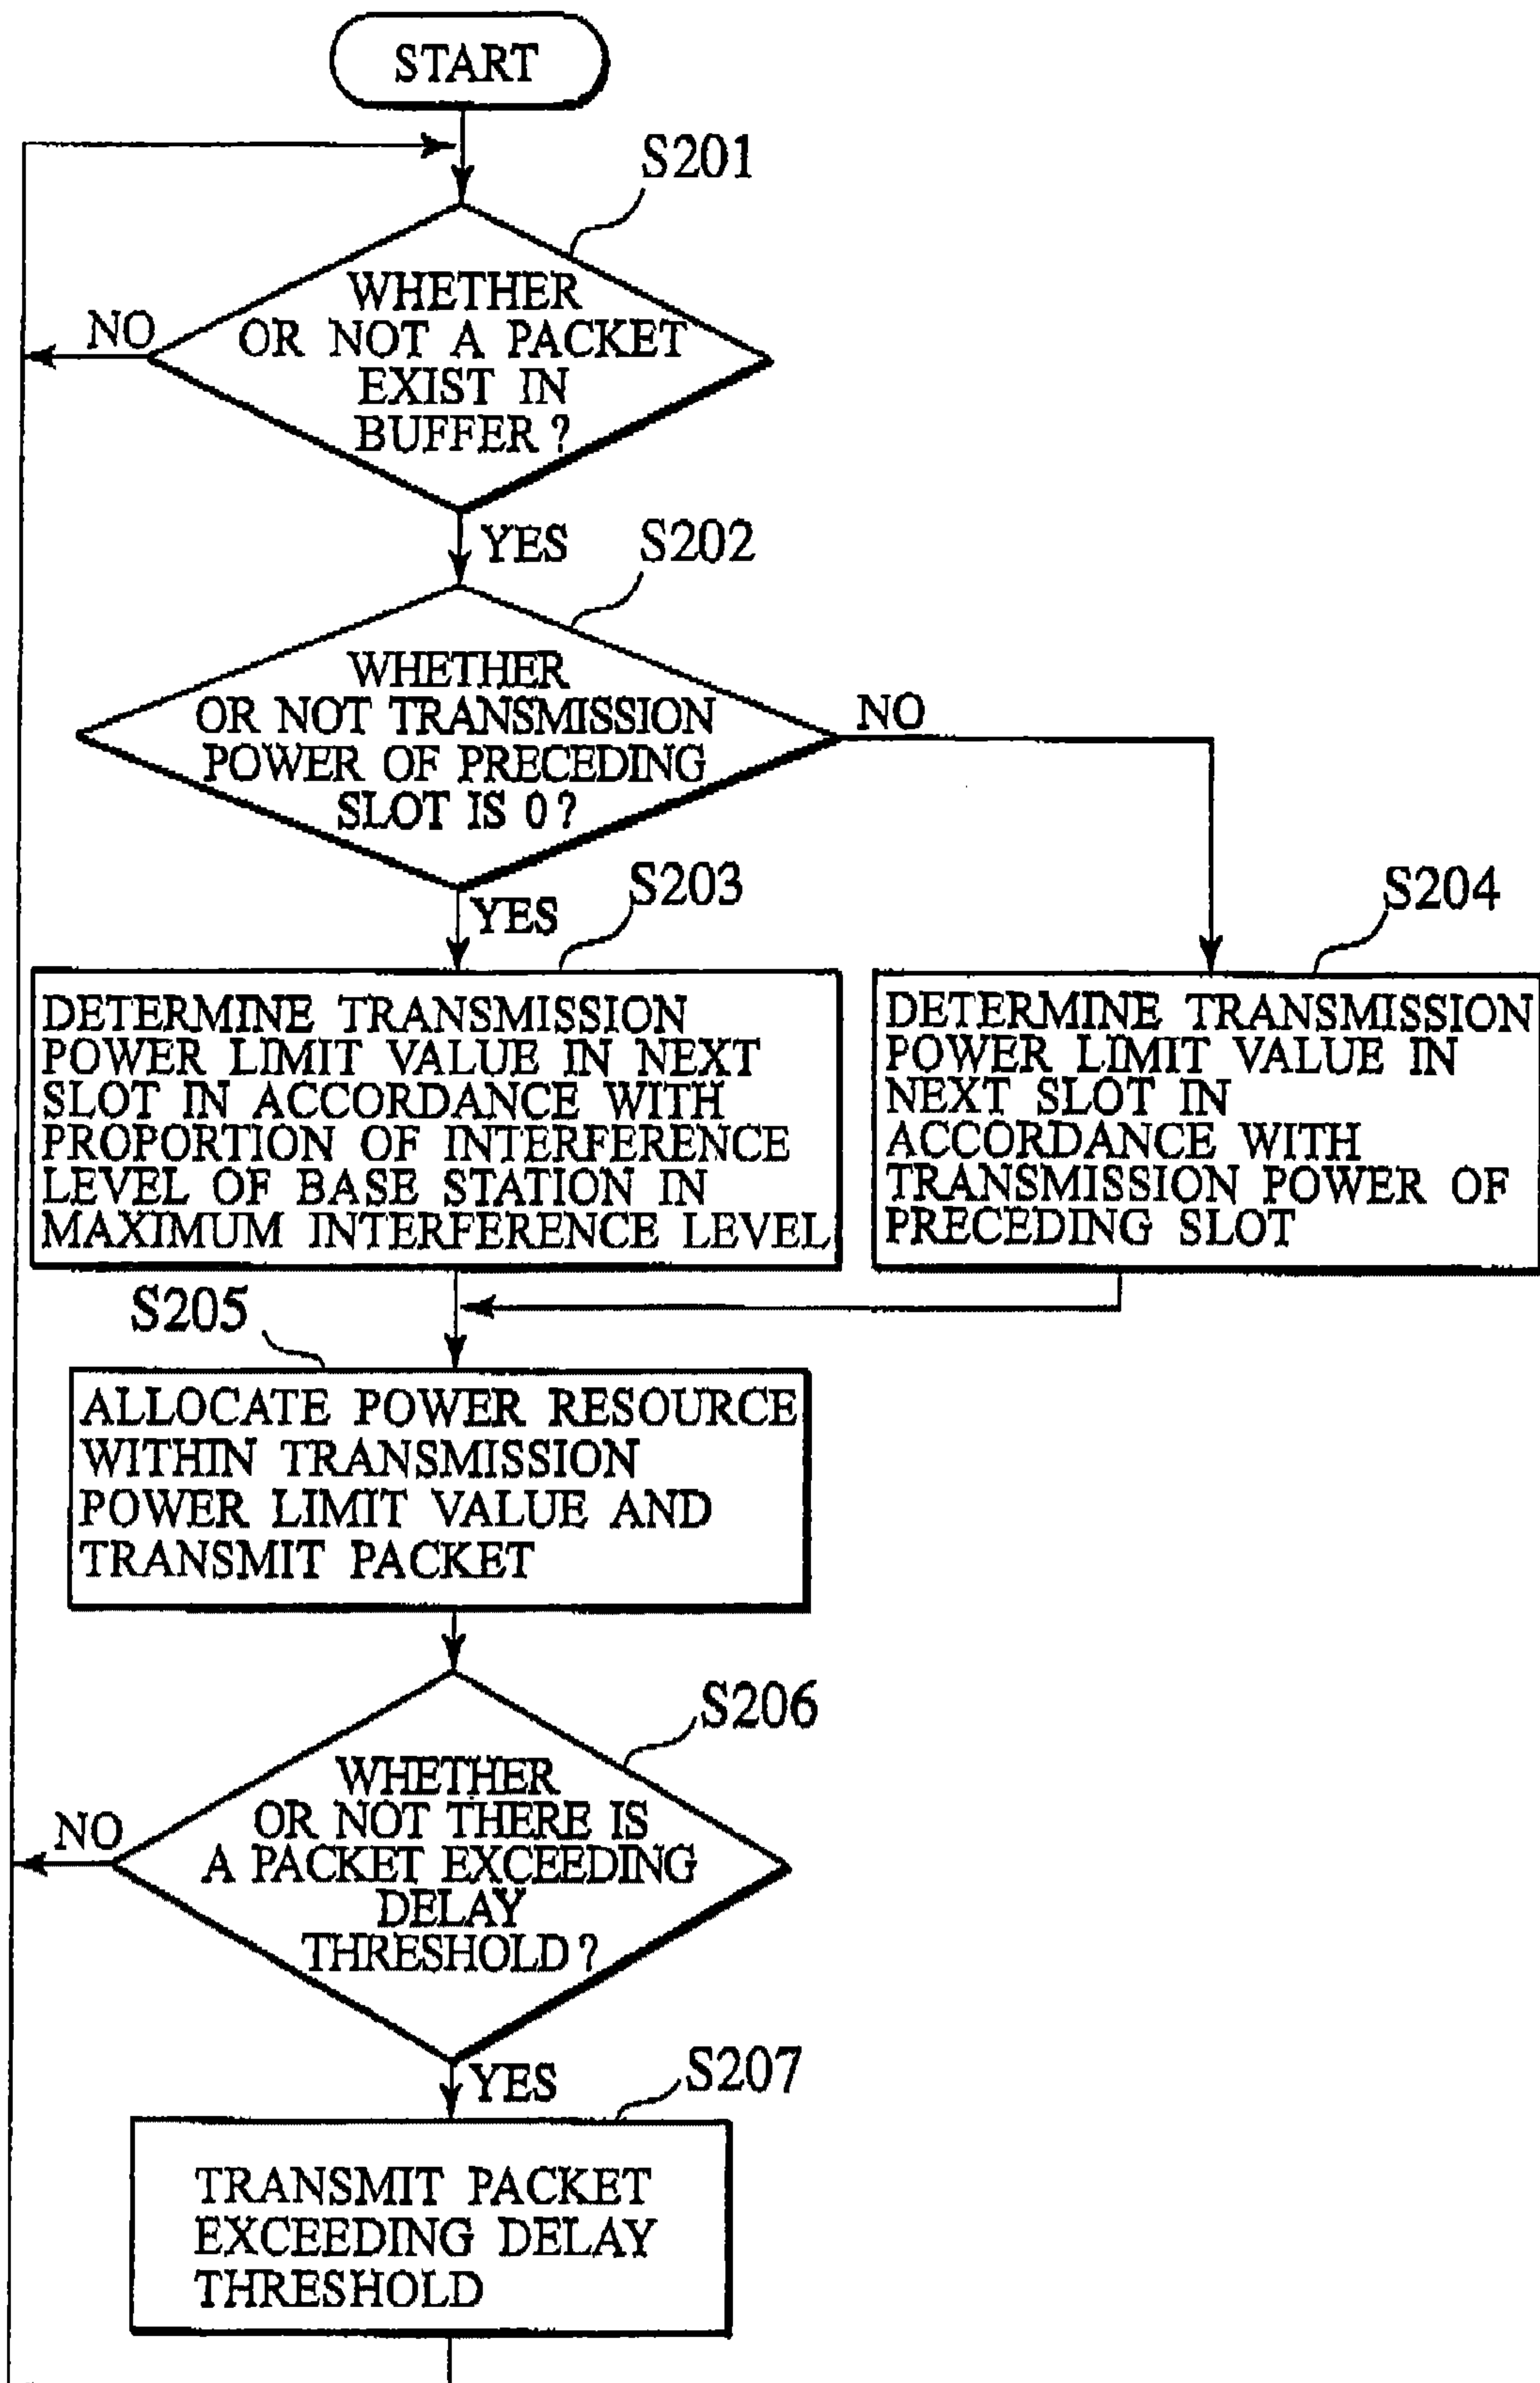 START
S201
WHETHER
OR NOT A PACKET
EXIST IN
BUFFER ?
NO
YES
S202
WHETHER
OR NOT TRANSMISSION
POWER OF PRECEDING
SLOT IS 0 ?
NO
YES
S203
DETERMINE TRANSMISSION
POWER LIMIT VALUE IN NEXT
SLOT IN ACCORDANCE WITH
PROPORTION OF INTERFERENCE
LEVEL OF BASE STATION IN
MAXIMUM INTERFERENCE LEVEL
S204
DETERMINE TRANSMISSION
POWER LIMIT VALUE IN
NEXT SLOT IN
ACCORDANCE WITH
TRANSMISSION POWER OF
PRECEDING SLOT
S205
ALLOCATE POWER RESOURCE
WITHIN TRANSMISSION
POWER LIMIT VALUE AND
TRANSMIT PACKET
S206
WHETHER
OR NOT THERE IS
A PACKET EXCEEDING
DELAY
THRESHOLD ?
NO
YES
S207
TRANSMIT PACKET
EXCEEDING DELAY
THRESHOLD